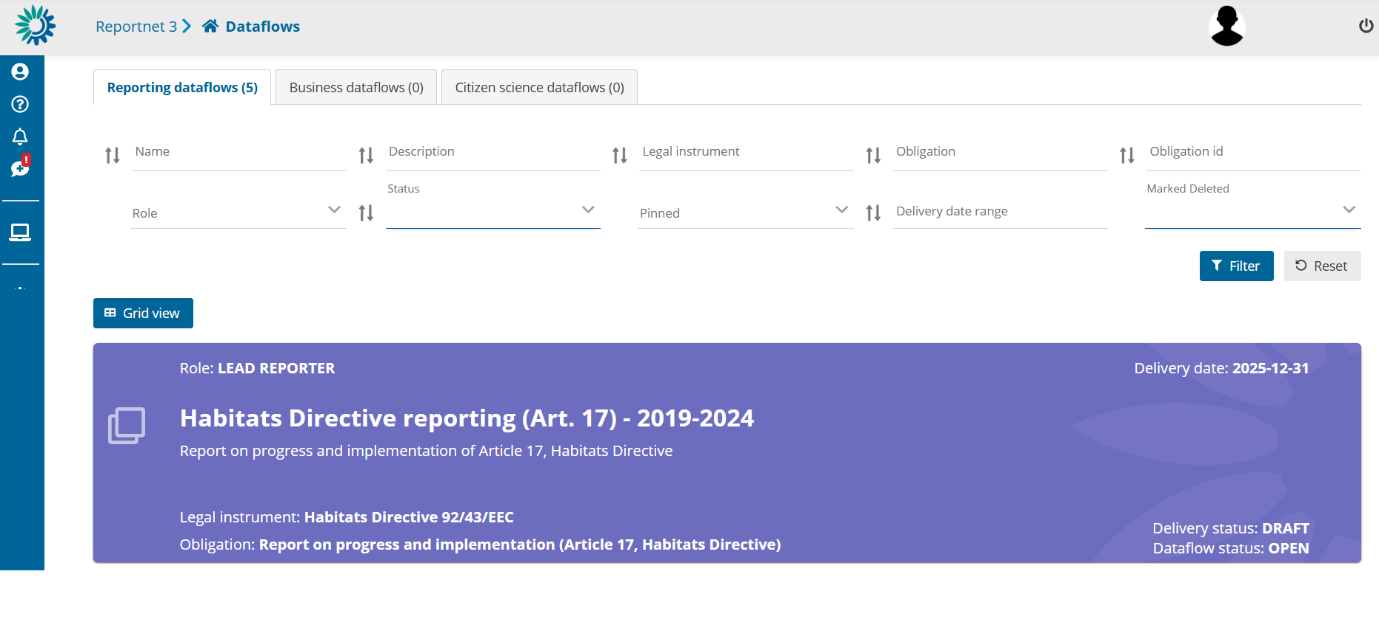 Reportnet 3 Dataflows
Reporting dataflows (5) Business dataflows (0) Citizen science dataflows (0)
Name Description Legal instrument Obligation Obligation id
Status Marked Deleted
Role Pinned Delivery date range
Filter Reset
Grid view
Role: LEAD REPORTER Delivery date: 2025-12-31
Habitats Directive reporting (Art. 17) - 2019-2024
Report on progress and implementation of Article 17, Habitats Directive
Legal instrument: Habitats Directive 92/43/EEC
Delivery status: DRAFT
Obligation: Report on progress and implementation (Article 17, Habitats Directive)
Dataflow status: OPEN